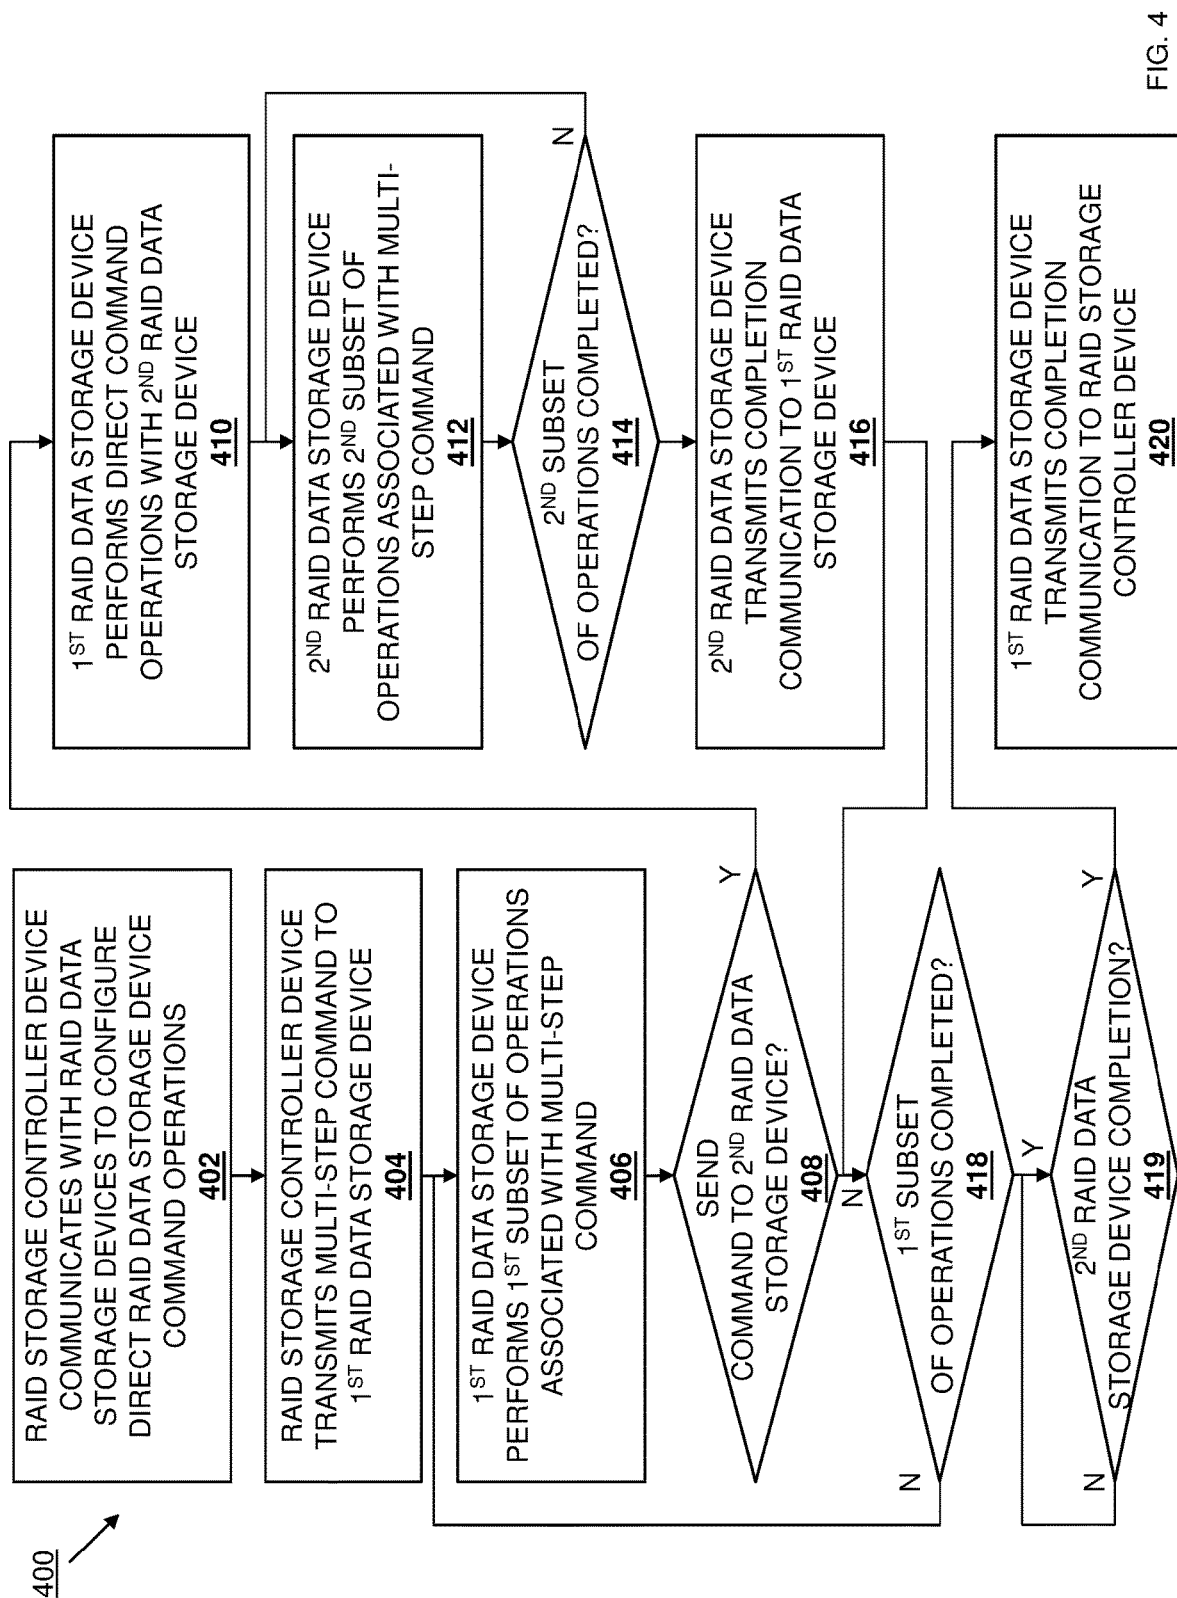 400
RAID STORAGE CONTROLLER DEVICE
COMMUNICATES WITH RAID DATA
STORAGE DEVICES TO CONFIGURE
DIRECT RAID DATA STORAGE DEVICE
COMMAND OPERATIONS
402
RAID STORAGE CONTROLLER DEVICE
TRANSMITS MULTI-STEP COMMAND TO
1ST RAID DATA STORAGE DEVICE
404
1ST RAID DATA STORAGE DEVICE
PERFORMS 1ST SUBSET OF OPERATIONS
ASSOCIATED WITH MULTI-STEP
COMMAND
406
SEND
COMMAND TO 2ND RAID DATA
STORAGE DEVICE?
408
Y
N
1ST SUBSET
OF OPERATIONS COMPLETED?
418
N
Y
2ND RAID DATA
STORAGE DEVICE COMPLETION?
419
N
Y
1ST RAID DATA STORAGE DEVICE
PERFORMS DIRECT COMMAND
OPERATIONS WITH 2ND RAID DATA
STORAGE DEVICE
410
2ND RAID DATA STORAGE DEVICE
PERFORMS 2ND SUBSET OF
OPERATIONS ASSOCIATED WITH MULTI-
STEP COMMAND
412
2ND SUBSET
OF OPERATIONS COMPLETED?
414
N
2ND RAID DATA STORAGE DEVICE
TRANSMITS COMPLETION
COMMUNICATION TO 1ST RAID DATA
STORAGE DEVICE
416
1ST RAID DATA STORAGE DEVICE
TRANSMITS COMPLETION
COMMUNICATION TO RAID STORAGE
CONTROLLER DEVICE
420
FIG. 4